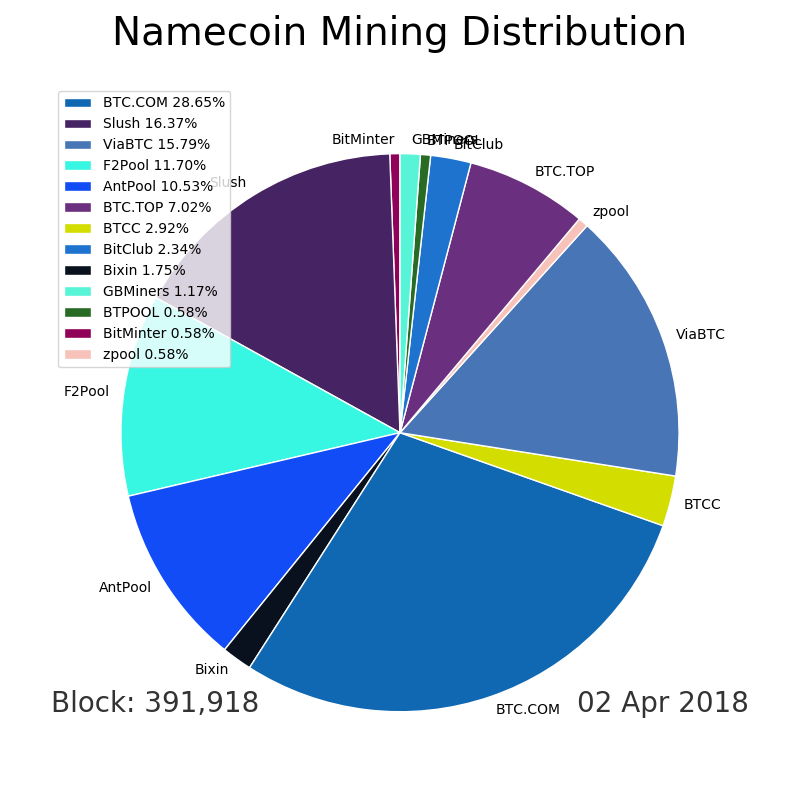 Namecoin Mining Distribution
BTC.COM 28.65%
Slush 16.37%
ViaBTC 15.79%
F2Pool 11.70%
AntPool 10.53%
BTC.TOP 7.02%
BTCC 2.92%
BitClub 2.34%
Bixin 1.75%
GBMiners 1.17%
BTPOOL 0.58%
BitMinter 0.58%
zpool 0.58%
BitMinter
GBMiners
BTPOOL
BitClub
BTC.TOP
zpool
Slush
ViaBTC
F2Pool
BTCC
AntPool
Bixin
BTC.COM
Block: 391,918
02 Apr 2018